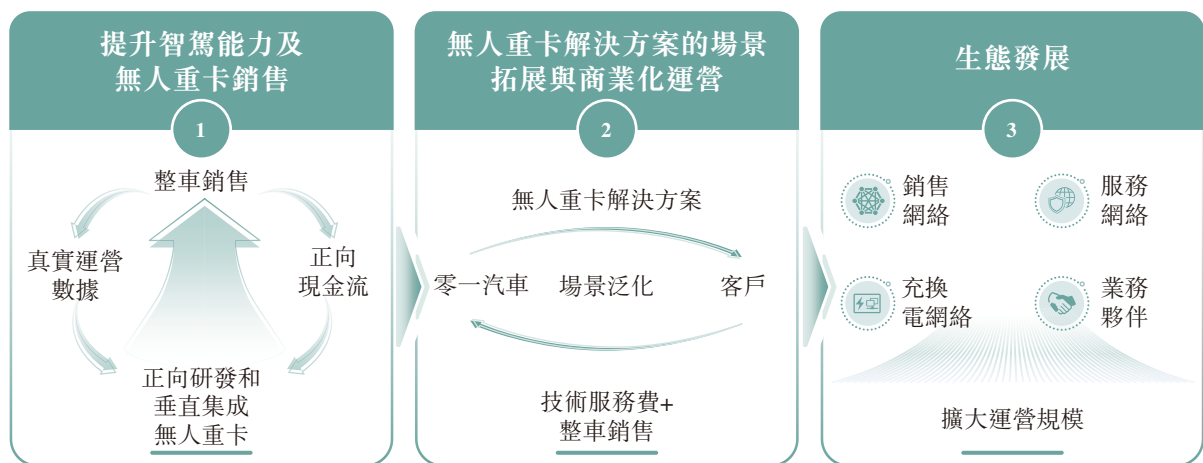 提升智駕能力及
無人重卡銷售
1
整車銷售
真實運營
數據
正向
現金流
正向研發和
垂直集成
無人重卡
無人重卡解決方案的場景
拓展與商業化運營
2
無人重卡解決方案
零一汽車
場景泛化
客戶
技術服務費+
整車銷售
生態發展
3
銷售
網絡
服務
網絡
充換
電網絡
業務
夥伴
擴大運營規模